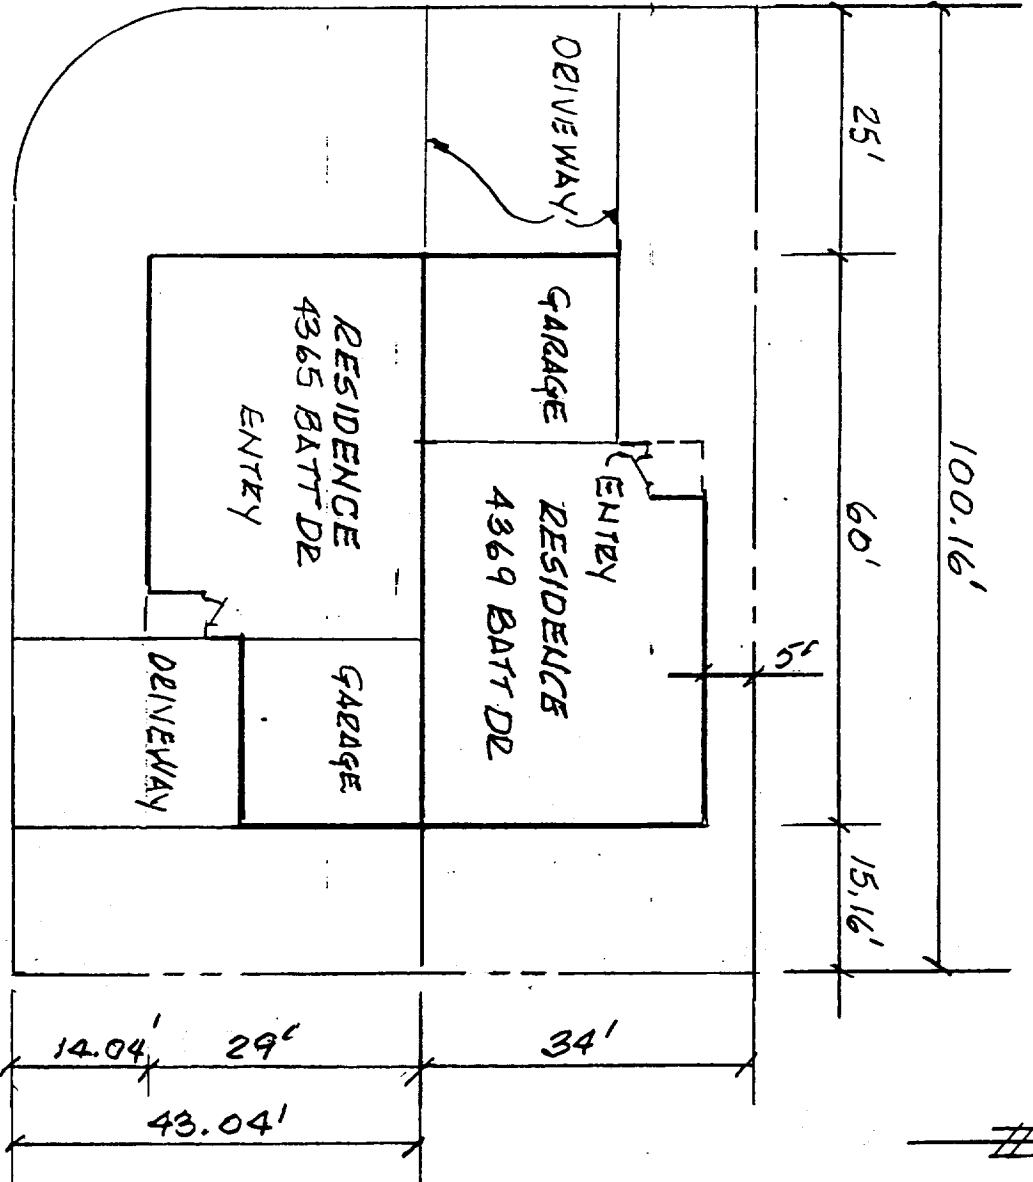 DRIVEWAY
25'
100.16'
GARAGE
RESIDENCE
4365 BATT DR
ENTRY
ENTRY
RESIDENCE
4369 BATT DR
60'
5'
DRIVEWAY
GARAGE
15.16'
14.04'
29'
34'
43.04'